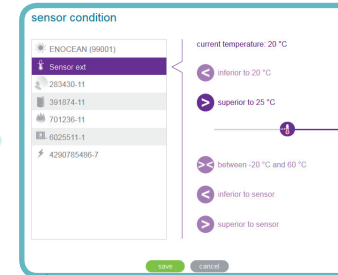 sensor condition
ENOCEAN (99001)
Sensor ext
283430-11
391874-11
701236-11
6025511-1
4290785486-7
current temperature: 20 °C
inferior to 20 °C
superior to 25 °C
between -20 °C and 60 °C
inferior to sensor
superior to sensor
save
cancel